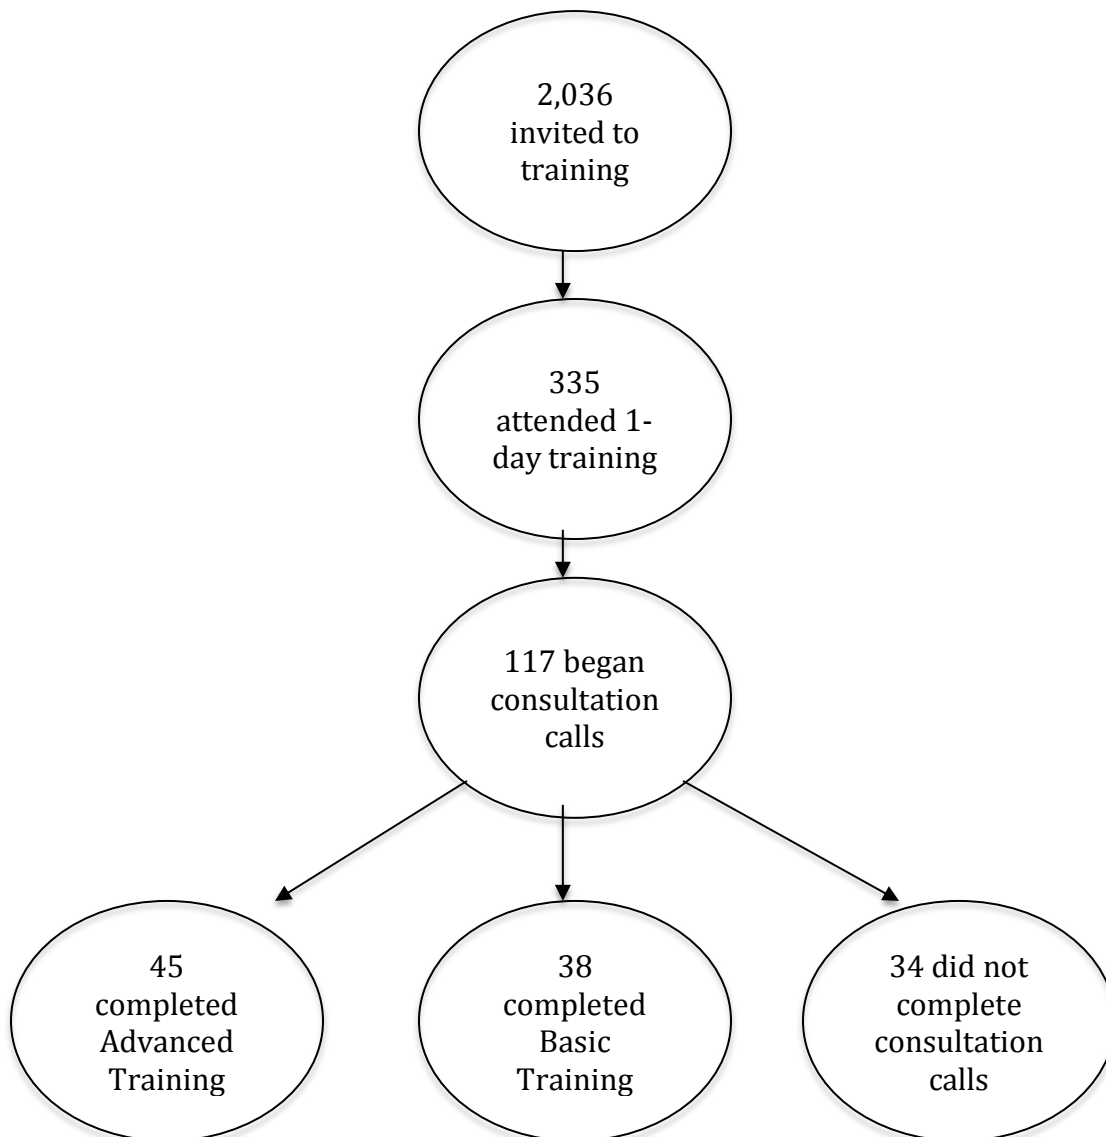 2,036
invited to
training
335
attended 1-
day training
117 began
consultation
calls
45
completed
Advanced
Training
38
completed
Basic
Training
34 did not
complete
consultation
calls